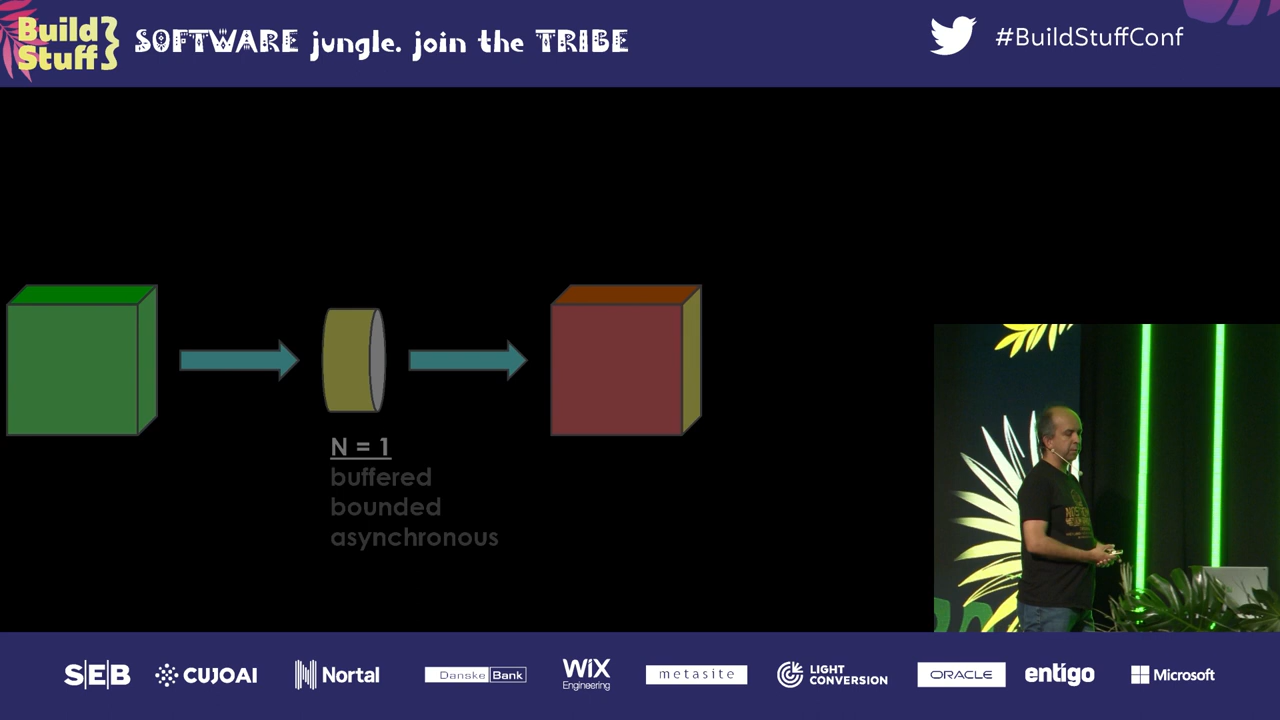 Build
Stuff
SOFTWARE jungle. join the TRIBE
#BuildStuffConf
N = 1
buffered
bounded
asynchronous
SEB
CUJOAI
Nortal
Danske Bank
WiX
Engineering
metasite
LIGHT
CONVERSION
ORACLE
entigo
Microsoft